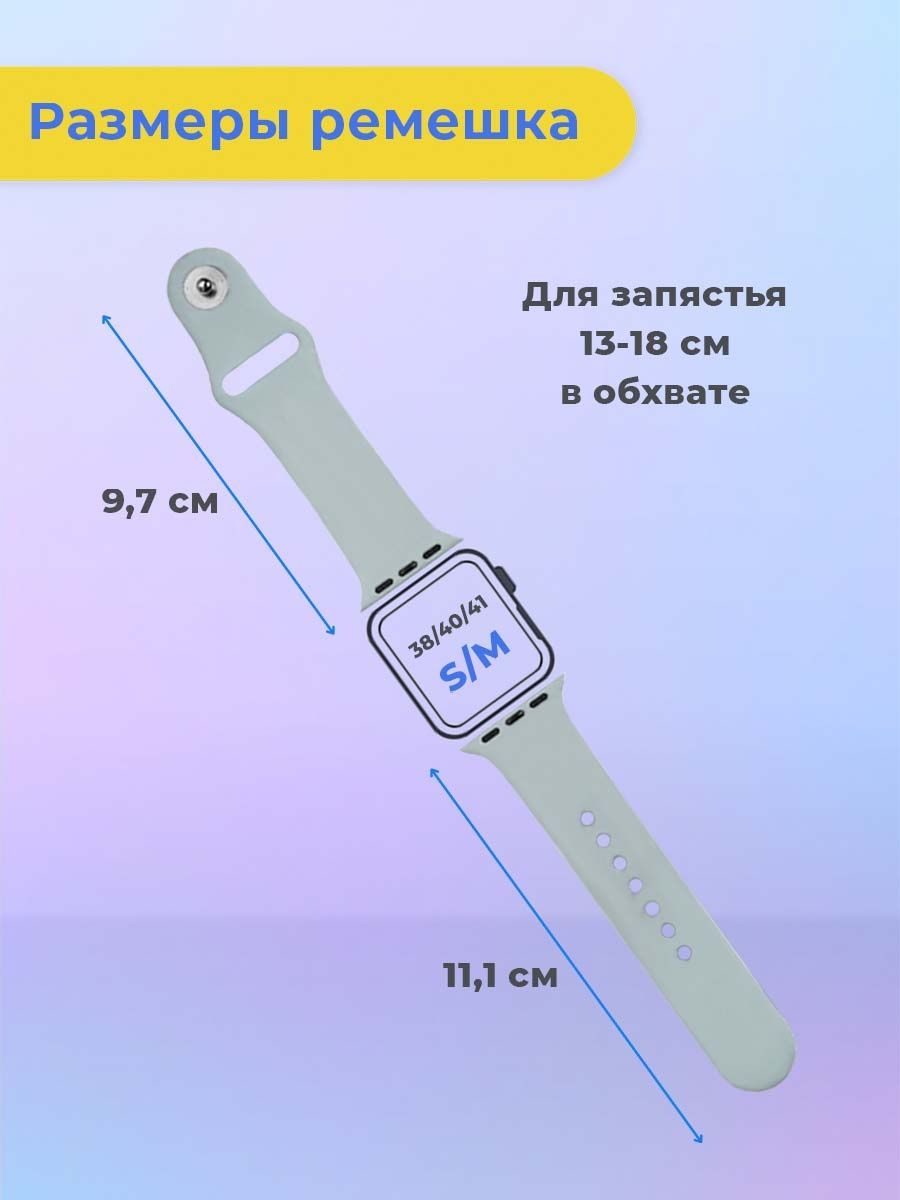 Размеры ремешка
Для запястья
13-18 см
в обхвате
9,7 см
38/40/41
S/M
11,1 см